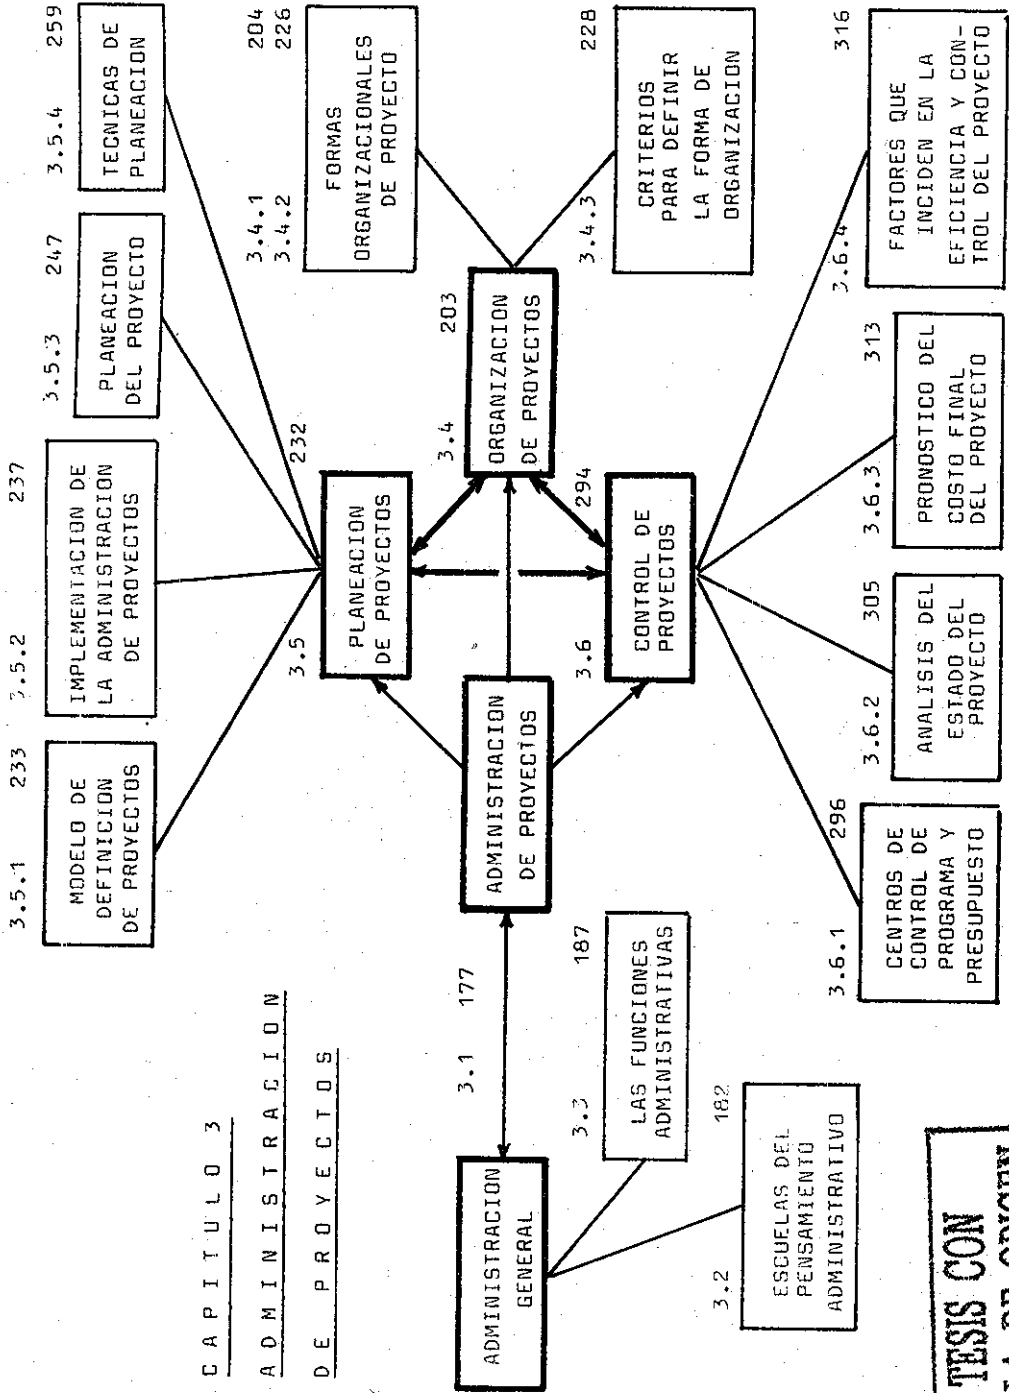 CAPITULO 3
ADMINISTRACION
DE PROYECTOS
3.5.1 233
MODELO DE
DEFINICION
DE PROYECTOS
3.5.2 237
IMPLEMENTACION DE
LA ADMINISTRACION
DE PROYECTOS
3.5.3 247
PLANEACION
DEL PROYECTO
3.5.4 259
TECNICAS DE
PLANEACION
3.5 232
PLANEACION
DE PROYECTOS
3.4.1 204
3.4.2 226
FORMAS
ORGANIZACIONALES
DE PROYECTO
3.1 177
ADMINISTRACION
GENERAL
ADMINISTRACION
DE PROYECTOS
3.4 203
ORGANIZACION
DE PROYECTOS
3.3 187
LAS FUNCIONES
ADMINISTRATIVAS
3.6 294
CONTROL DE
PROYECTOS
3.4.3 228
CRITERIOS
PARA DEFINIR
LA FORMA DE
ORGANIZACION
3.2 182
ESCUELAS DEL
PENSAMIENTO
ADMINISTRATIVO
3.6.1 296
CENTROS DE
CONTROL DE
PROGRAMA Y
PRESUPUESTO
3.6.2 305
ANALISIS DEL
ESTADO DEL
PROYECTO
3.6.3 313
PRONOSTICO DEL
COSTO FINAL
DEL PROYECTO
3.6.4 316
FACTORES QUE
INCIDEN EN LA
EFICIENCIA Y CON-
TROL DEL PROYECTO
TESIS CON
DE ORIGEN